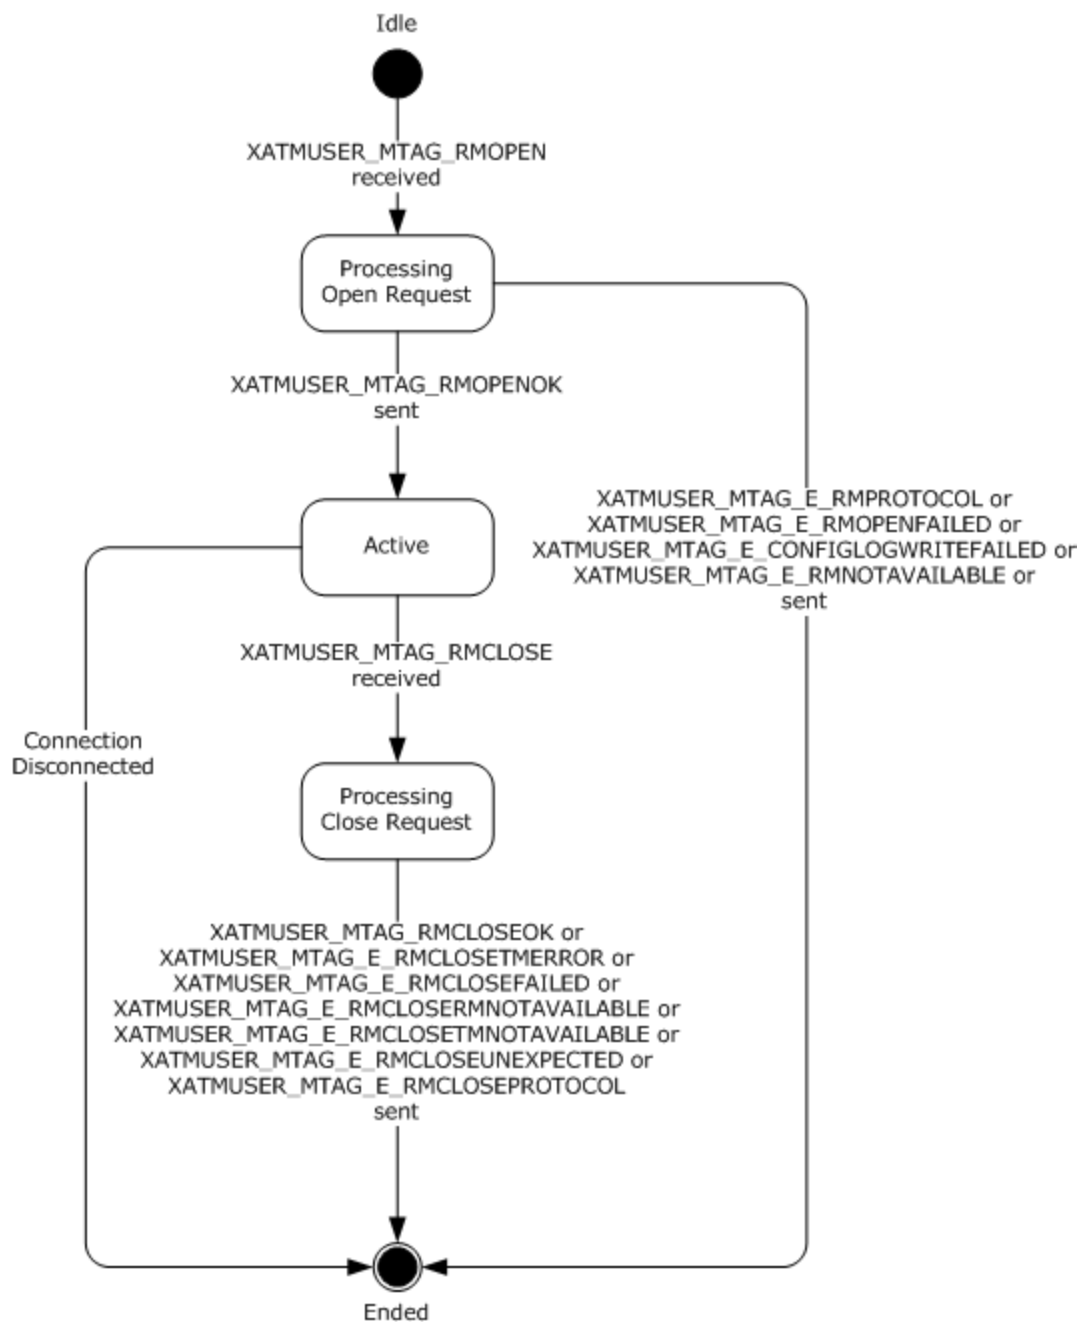 Idle
XATMUSER_MTAG_RMOPEN
received
Processing
Open Request
XATMUSER_MTAG_RMOPENOK
sent
XATMUSER_MTAG_E_RMPROTOCOL or
XATMUSER_MTAG_E_RMOPENFAILED or
XATMUSER_MTAG_E_CONFIGLOGWRITEFAILED or
XATMUSER_MTAG_E_RMNOTAVAILABLE or
sent
Active
XATMUSER_MTAG_RMCLOSE
received
Connection
Disconnected
Processing
Close Request
XATMUSER_MTAG_RMCLOSEOK or
XATMUSER_MTAG_E_RMCLOSETMERROR or
XATMUSER_MTAG_E_RMCLOSEFAILED or
XATMUSER_MTAG_E_RMCLOSERMNOTAVAILABLE or
XATMUSER_MTAG_E_RMCLOSETMNOTAVAILABLE or
XATMUSER_MTAG_E_RMCLOSEUNEXPECTED or
XATMUSER_MTAG_E_RMCLOSEPROTOCOL
sent
Ended